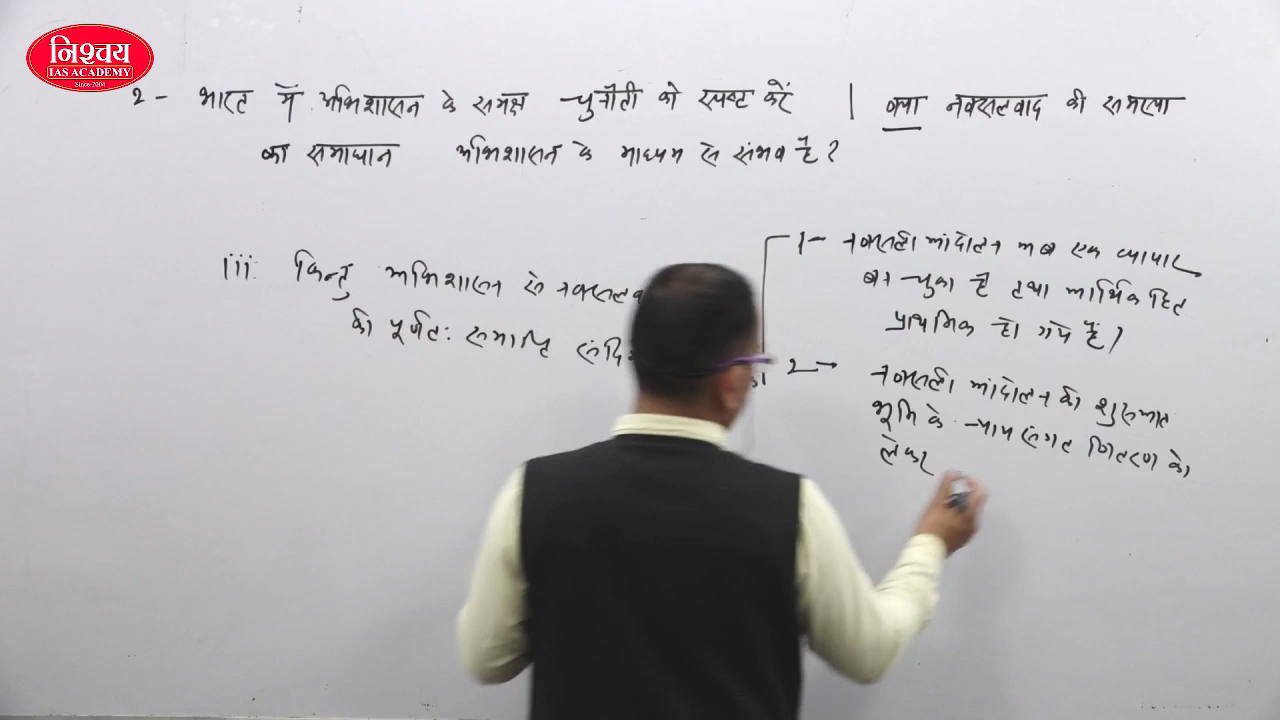 निश्चय
IAS ACADEMY
Since-2004
2- भारत में अभिशासन के समक्ष चुनौती को स्पष्ट करें | क्या नक्सलवाद की समस्या
का समाधान अभिशासन के माध्यम से संभव है?
iii. किन्तु अभिशासन से नक्सलव
की पूर्णतः समाप्ति संदि
1- नक्सली आंदोलन अब एक व्यापार
बन चुका है तथा आर्थिक हित
प्राथमिक हो गये हैं।
2- नक्सली आंदोलन की शुरुआत
भूमि के न्यायसंगत वितरण को
लेकर